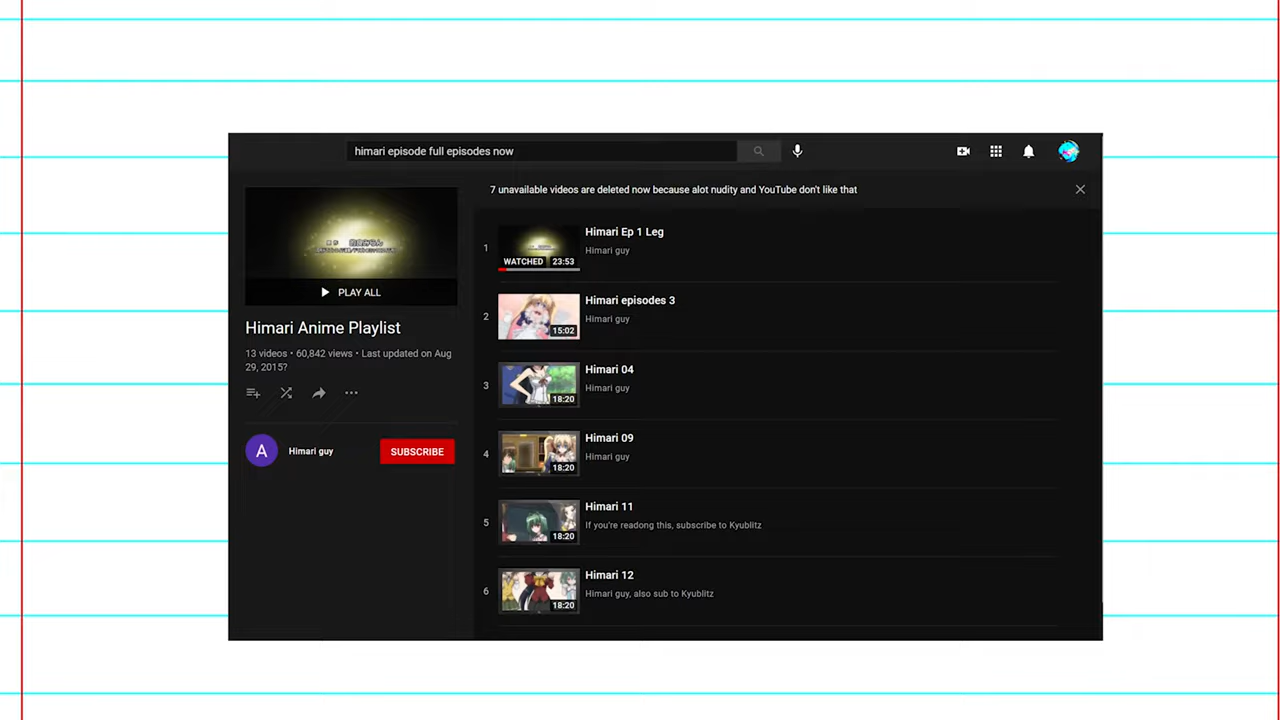 himari episode full episodes now
7 unavailable videos are deleted now because alot nudity and YouTube don't like that
PLAY ALL
Himari Anime Playlist
13 videos • 60,842 views • Last updated on Aug
29, 2015?
A
Himari guy
SUBSCRIBE
1
WATCHED
23:53
Himari Ep 1 Leg
Himari guy
2
15:02
Himari episodes 3
Himari guy
3
18:20
Himari 04
Himari guy
4
18:20
Himari 09
Himari guy
5
18:20
Himari 11
If you're readong this, subscribe to Kyublitz
6
18:20
Himari 12
Himari guy, also sub to Kyublitz